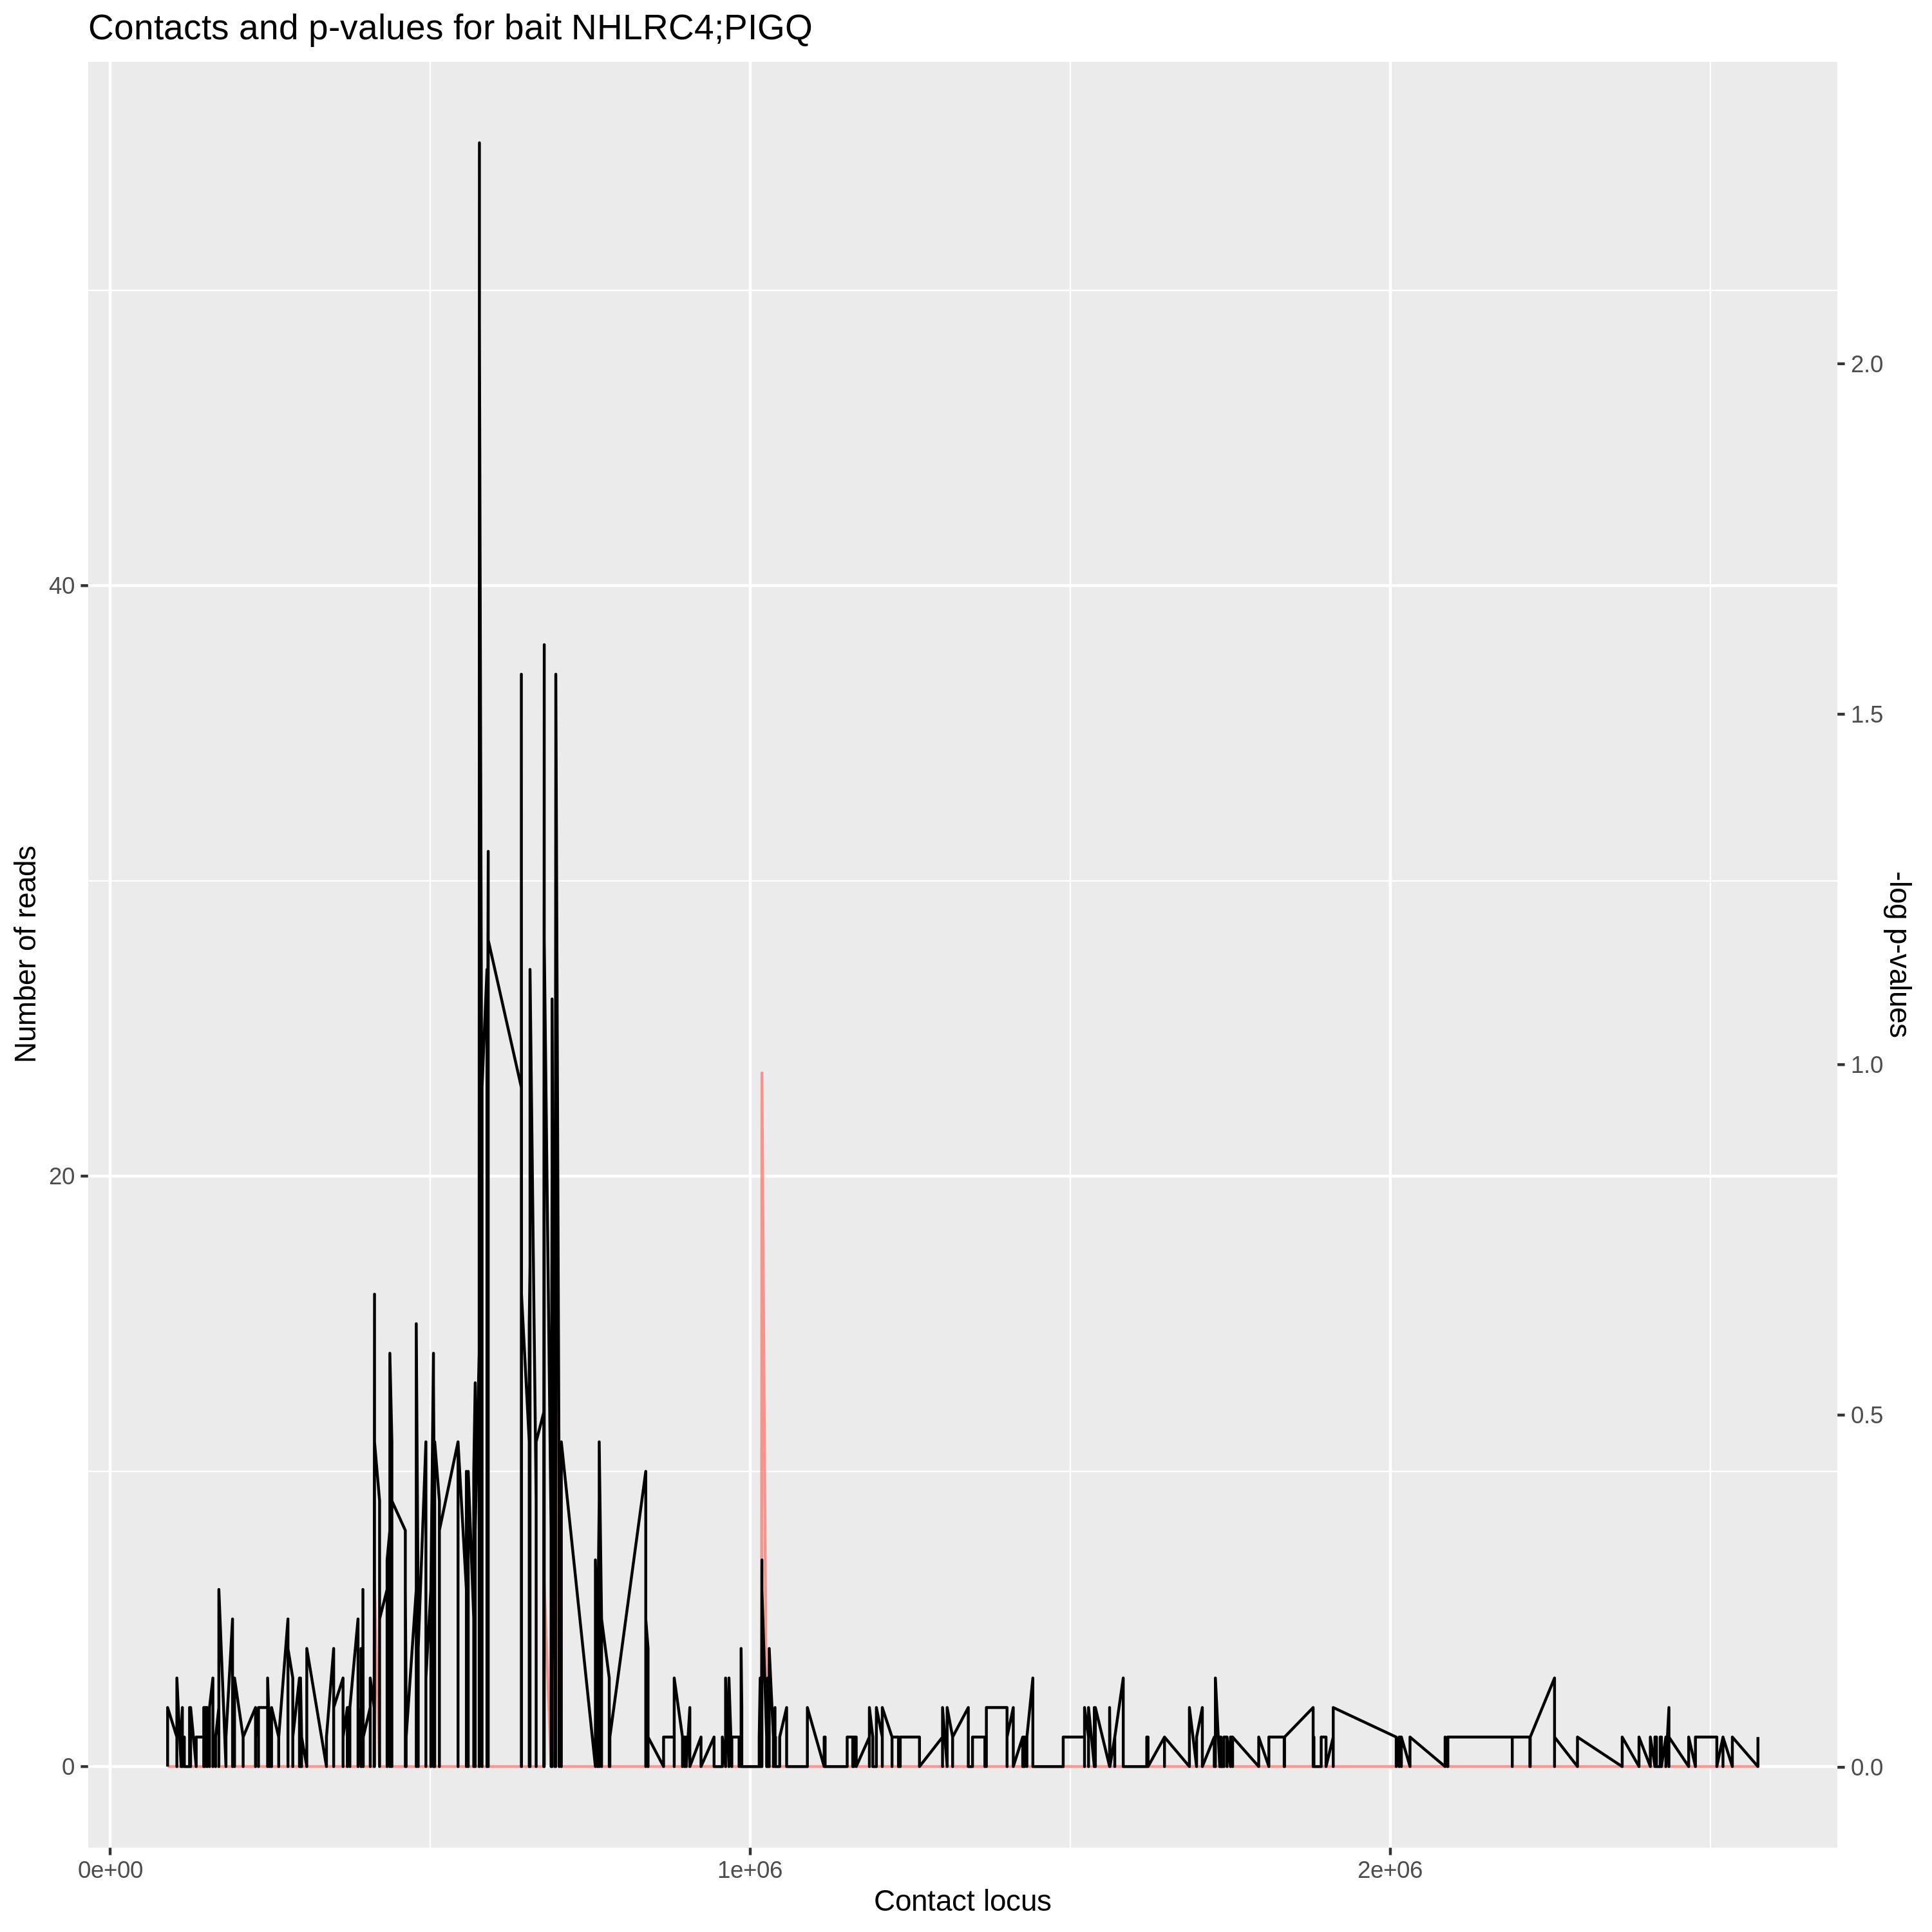 Contacts and p-values for bait NHLRC4;PIGQ
Number of reads
40
20
0
2.0
1.5
1.0
0.5
0.0
-log p-values
0e+00
1e+06
2e+06
Contact locus